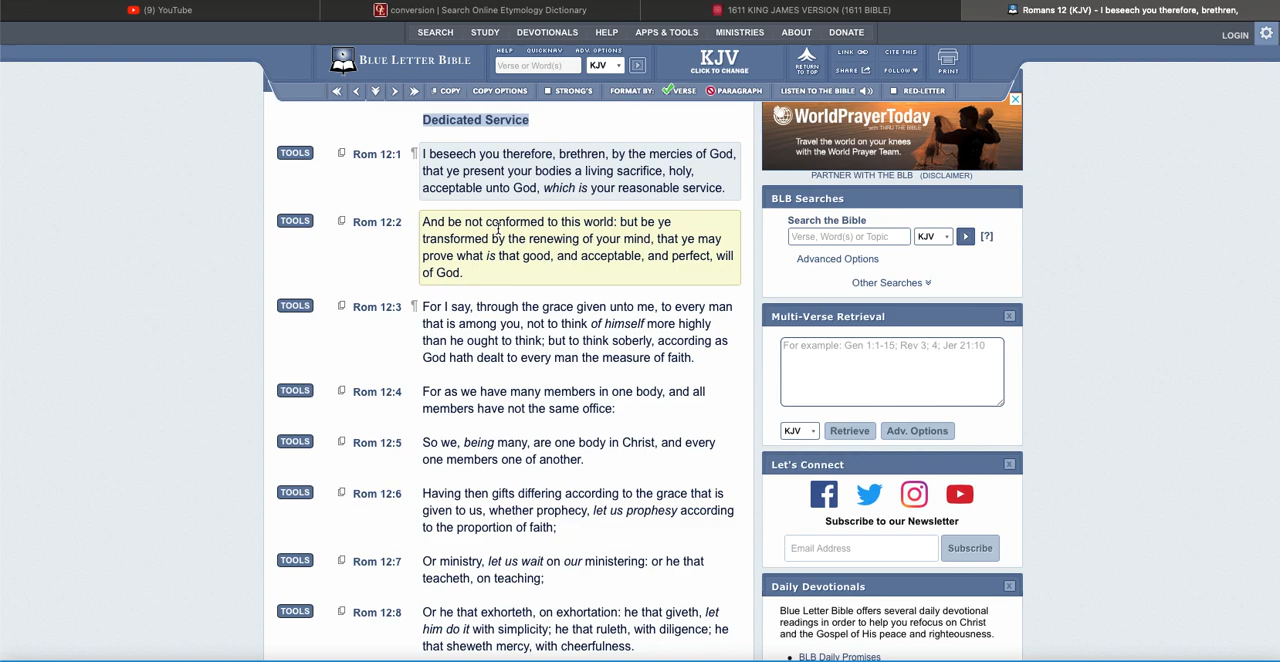 (9) YouTube
conversion | Search Online Etymology Dictionary
1611 KING JAMES VERSION (1611 BIBLE)
Romans 12 (KJV) - I beseech you therefore, brethren,
SEARCH STUDY DEVOTIONALS HELP APPS & TOOLS MINISTRIES ABOUT DONATE
LOGIN
BLUE LETTER BIBLE
HELP QUICKNAV ADV. OPTIONS
Verse or Word(s) KJV
KJV
CLICK TO CHANGE
RETURN
TO TOP
LINK CITE THIS
SHARE FOLLOW
PRINT
COPY COPY OPTIONS STRONG'S FORMAT BY: VERSE PARAGRAPH LISTEN TO THE BIBLE RED-LETTER
Dedicated Service
TOOLS Rom 12:1 ¶ I beseech you therefore, brethren, by the mercies of God,
that ye present your bodies a living sacrifice, holy,
acceptable unto God, which is your reasonable service.
TOOLS Rom 12:2 And be not conformed to this world: but be ye
transformed by the renewing of your mind, that ye may
prove what is that good, and acceptable, and perfect, will
of God.
TOOLS Rom 12:3 ¶ For I say, through the grace given unto me, to every man
that is among you, not to think of himself more highly
than he ought to think; but to think soberly, according as
God hath dealt to every man the measure of faith.
TOOLS Rom 12:4 For as we have many members in one body, and all
members have not the same office:
TOOLS Rom 12:5 So we, being many, are one body in Christ, and every
one members one of another.
TOOLS Rom 12:6 Having then gifts differing according to the grace that is
given to us, whether prophecy, let us prophesy according
to the proportion of faith;
TOOLS Rom 12:7 Or ministry, let us wait on our ministering: or he that
teacheth, on teaching;
TOOLS Rom 12:8 Or he that exhorteth, on exhortation: he that giveth, let
him do it with simplicity; he that ruleth, with diligence; he
that sheweth mercy, with cheerfulness.
WorldPrayerToday
with THRU THE BIBLE
Travel the world on your knees
with the World Prayer Team.
PARTNER WITH THE BLB (DISCLAIMER)
BLB Searches
Search the Bible
Verse, Word(s) or Topic KJV [?]
Advanced Options
Other Searches
Multi-Verse Retrieval x
For example: Gen 1:1-15; Rev 3; 4; Jer 21:10
KJV Retrieve Adv. Options
Let's Connect x
Subscribe to our Newsletter
Email Address Subscribe
Daily Devotionals x
Blue Letter Bible offers several daily devotional
readings in order to help you refocus on Christ
and the Gospel of His peace and righteousness.
BLB Daily Promises